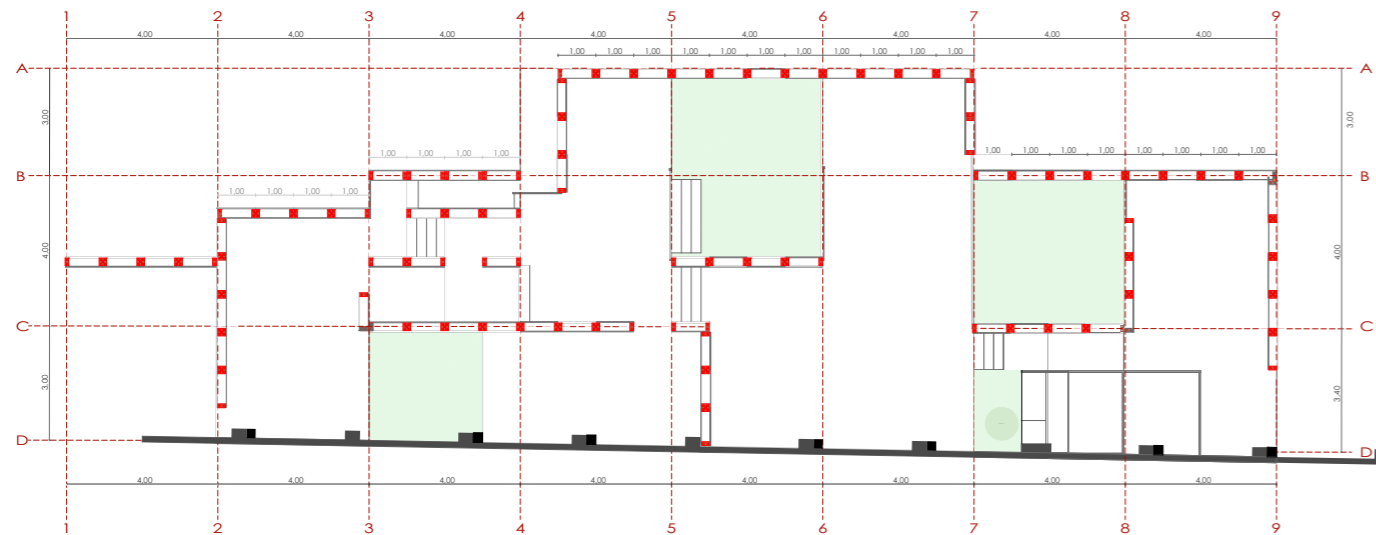 1 2 3 4 5 6 7 8 9
4,00 4,00 4,00 4,00 4,00 4,00 4,00 4,00
1,00 1,00 1,00 1,00 1,00 1,00 1,00 1,00 1,00 1,00 1,00
A A
3,00 3,00
1,00 1,00 1,00 1,00 1,00 1,00 1,00 1,00 1,00 1,00 1,00 1,00
B B
1,00 1,00 1,00 1,00
4,00 4,00
C C
3,00 3,40
D D
4,00 4,00 4,00 4,00 4,00 4,00 4,00 4,00
1 2 3 4 5 6 7 8 9